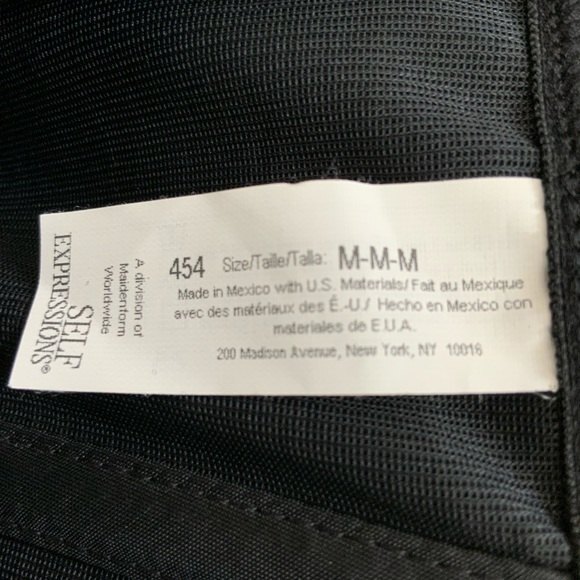 SELF
EXPRESSIONS®
A division of
Maidenform
Worldwide
454 Size/Taille/Talla: M-M-M
Made in Mexico with U.S. Materials/Fait au Mexique
avec des matériaux des É.-U./ Hecho en Mexico con
materiales de E.U.A.
200 Madison Avenue, New York, NY 10016